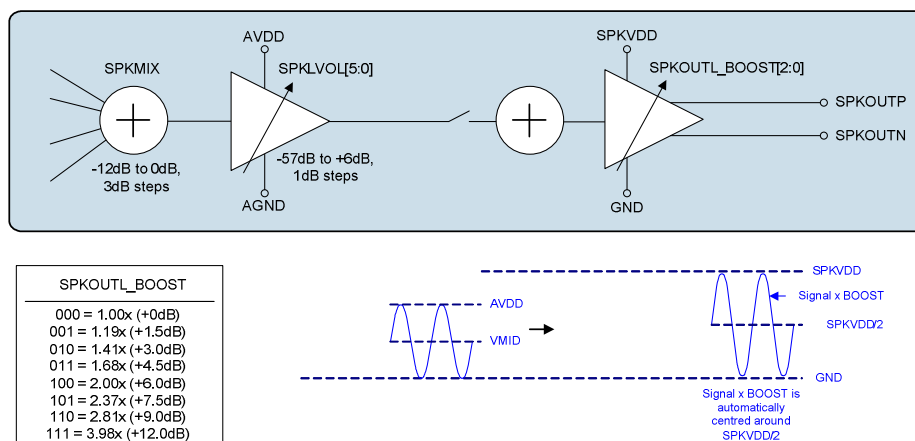 SPKMIX
AVDD
SPKLVOL[5:0]
SPKVDD
SPKOUTL_BOOST[2:0]
SPKOUTP
SPKOUTN
-12dB to 0dB,
3dB steps
-57dB to +6dB,
1dB steps
AGND
GND
SPKOUTL_BOOST
000 = 1.00x (+0dB)
001 = 1.19x (+1.5dB)
010 = 1.41x (+3.0dB)
011 = 1.68x (+4.5dB)
100 = 2.00x (+6.0dB)
101 = 2.37x (+7.5dB)
110 = 2.81x (+9.0dB)
111 = 3.98x (+12.0dB)
AVDD
VMID
SPKVDD
Signal x BOOST
SPKVDD/2
GND
Signal x BOOST is
automatically
centred around
SPKVDD/2